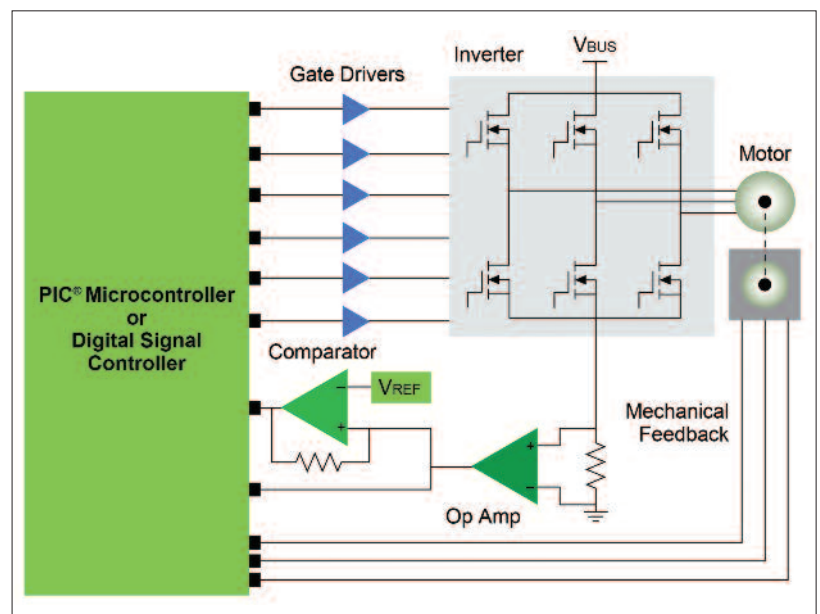 VBUS
Inverter
Gate Drivers
Motor
PIC® Microcontroller
or
Digital Signal
Controller
Comparator
VREF
Mechanical
Feedback
Op Amp